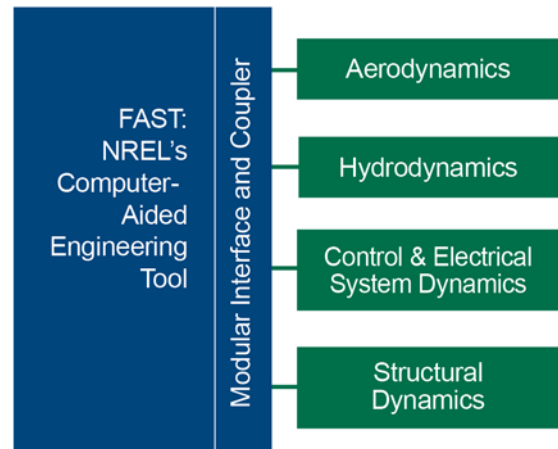 FAST:
NREL's
Computer-
Aided
Engineering
Tool
Modular Interface and Coupler
Aerodynamics
Hydrodynamics
Control & Electrical
System Dynamics
Structural
Dynamics